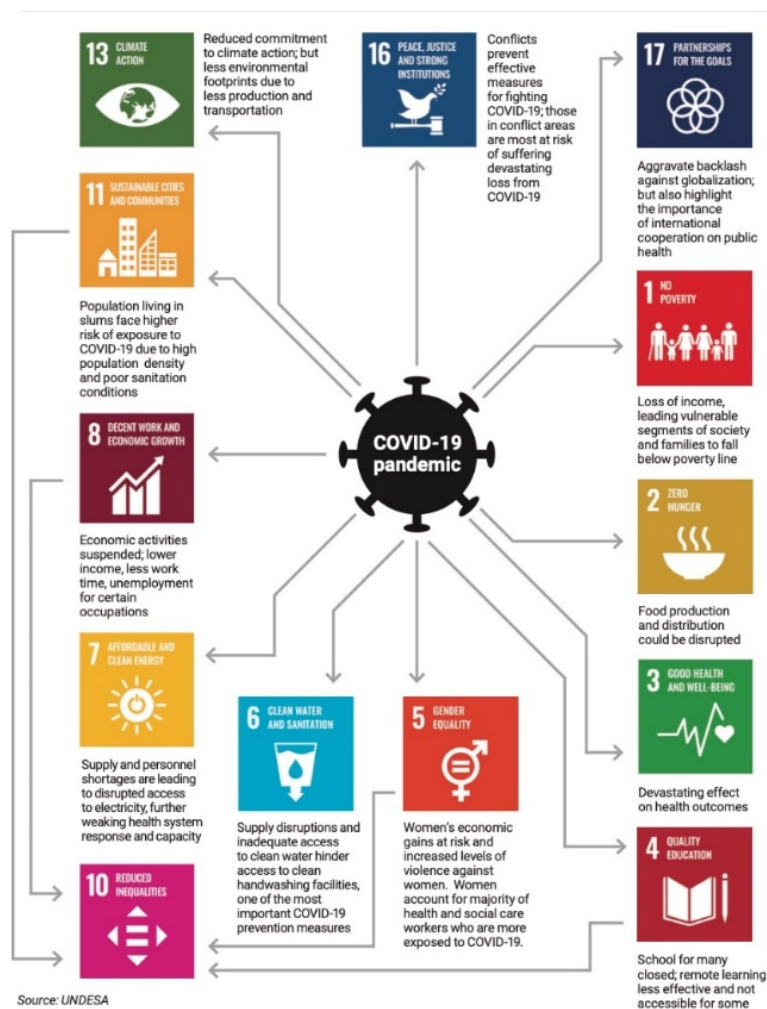 13 CLIMATE
ACTION
Reduced commitment
to climate action; but
less environmental
footprints due to
less production and
transportation
16 PEACE, JUSTICE
AND STRONG
INSTITUTIONS
Conflicts
prevent
effective
measures
for fighting
COVID-19; those
in conflict areas
are most at risk
of suffering
devastating
loss from
COVID-19
17 PARTNERSHIPS
FOR THE GOALS
Aggravate backlash
against globalization;
but also highlight
the importance
of international
cooperation on public
health
11 SUSTAINABLE CITIES
AND COMMUNITIES
Population living in
slums face higher
risk of exposure to
COVID-19 due to high
population density
and poor sanitation
conditions
1 NO
POVERTY
Loss of income,
leading vulnerable
segments of society
and families to fall
below poverty line
COVID-19
pandemic
8 DECENT WORK AND
ECONOMIC GROWTH
Economic activities
suspended; lower
income, less work
time, unemployment
for certain
occupations
2 ZERO
HUNGER
Food production
and distribution
could be disrupted
7 AFFORDABLE AND
CLEAN ENERGY
Supply and personnel
shortages are leading
to disrupted access
to electricity, further
weaking health system
response and capacity
6 CLEAN WATER
AND SANITATION
Supply disruptions and
inadequate access
to clean water hinder
access to clean
handwashing facilities,
one of the most
important COVID-19
prevention measures
5 GENDER
EQUALITY
Women's economic
gains at risk and
increased levels of
violence against
women. Women
account for majority of
health and social care
workers who are more
exposed to COVID-19.
3 GOOD HEALTH
AND WELL-BEING
Devastating effect
on health outcomes
4 QUALITY
EDUCATION
School for many
closed; remote learning
less effective and not
accessible for some
10 REDUCED
INEQUALITIES
Source: UNDESA